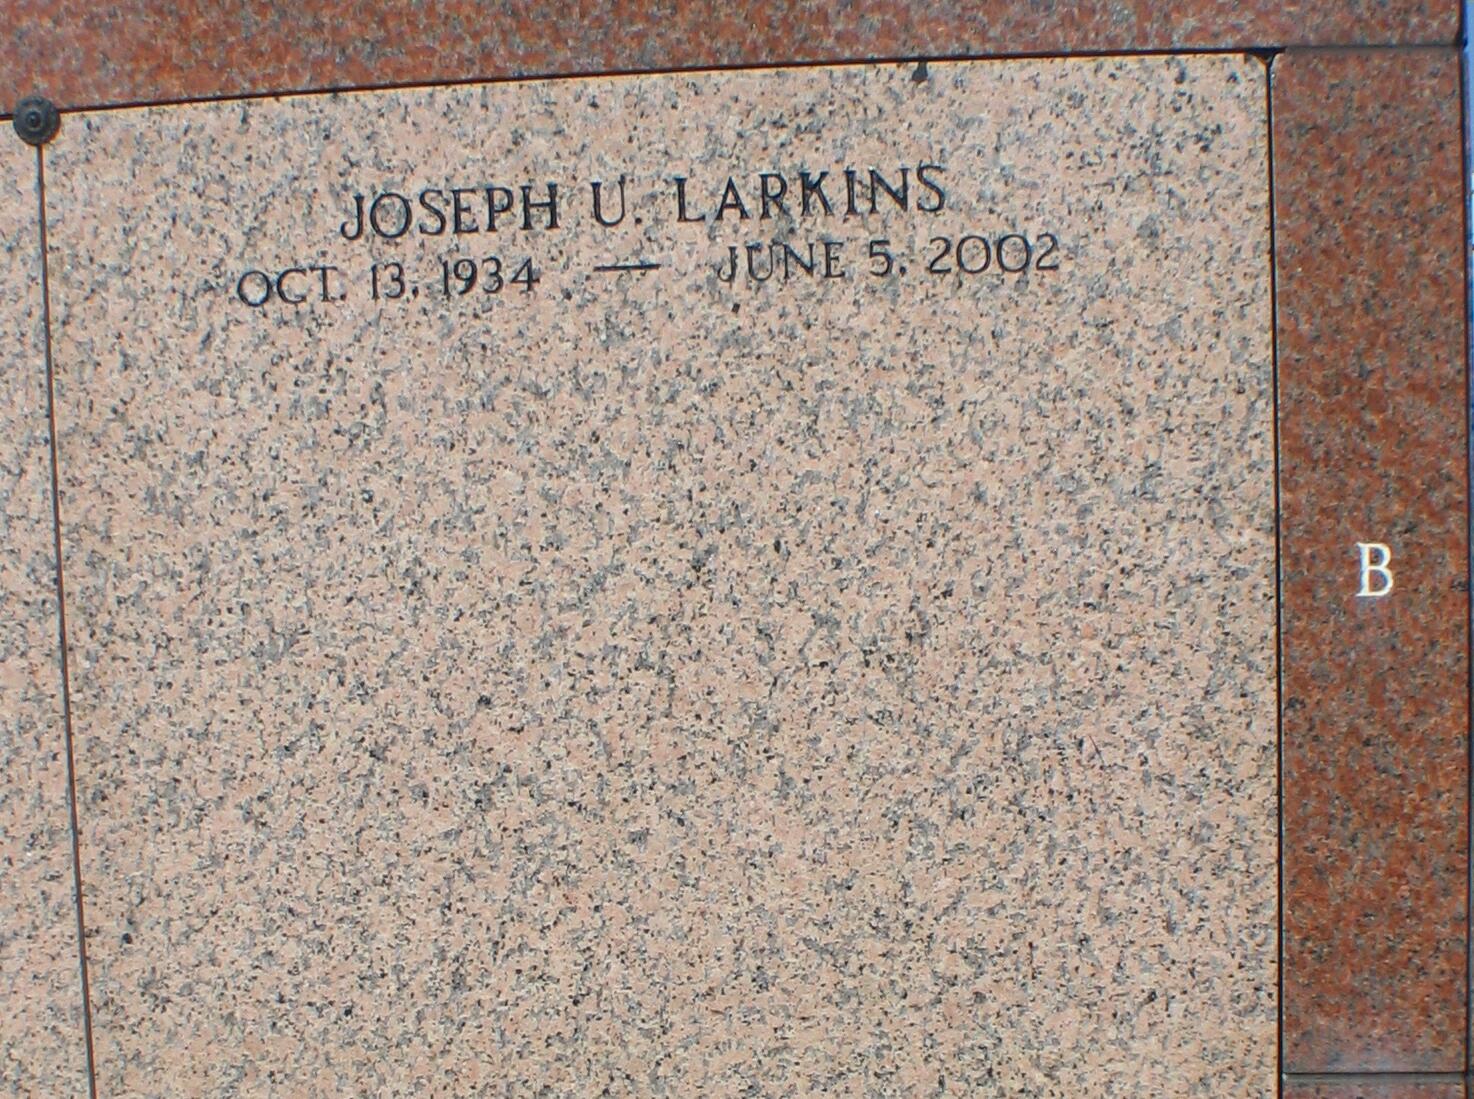 JOSEPH U. LARKINS
OCT. 13, 1934 — JUNE 5, 2002
B